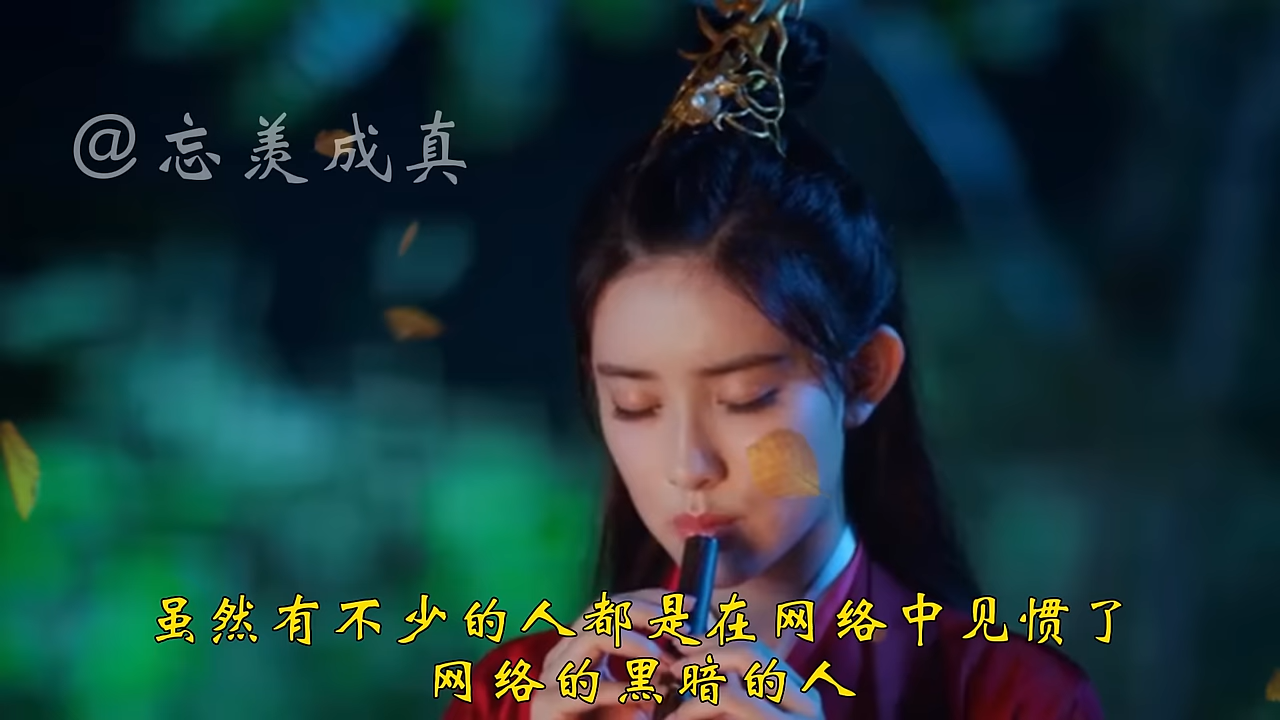 @忘羡成真
虽然有不少的人都是在网络中见惯了
网络的黑暗的人